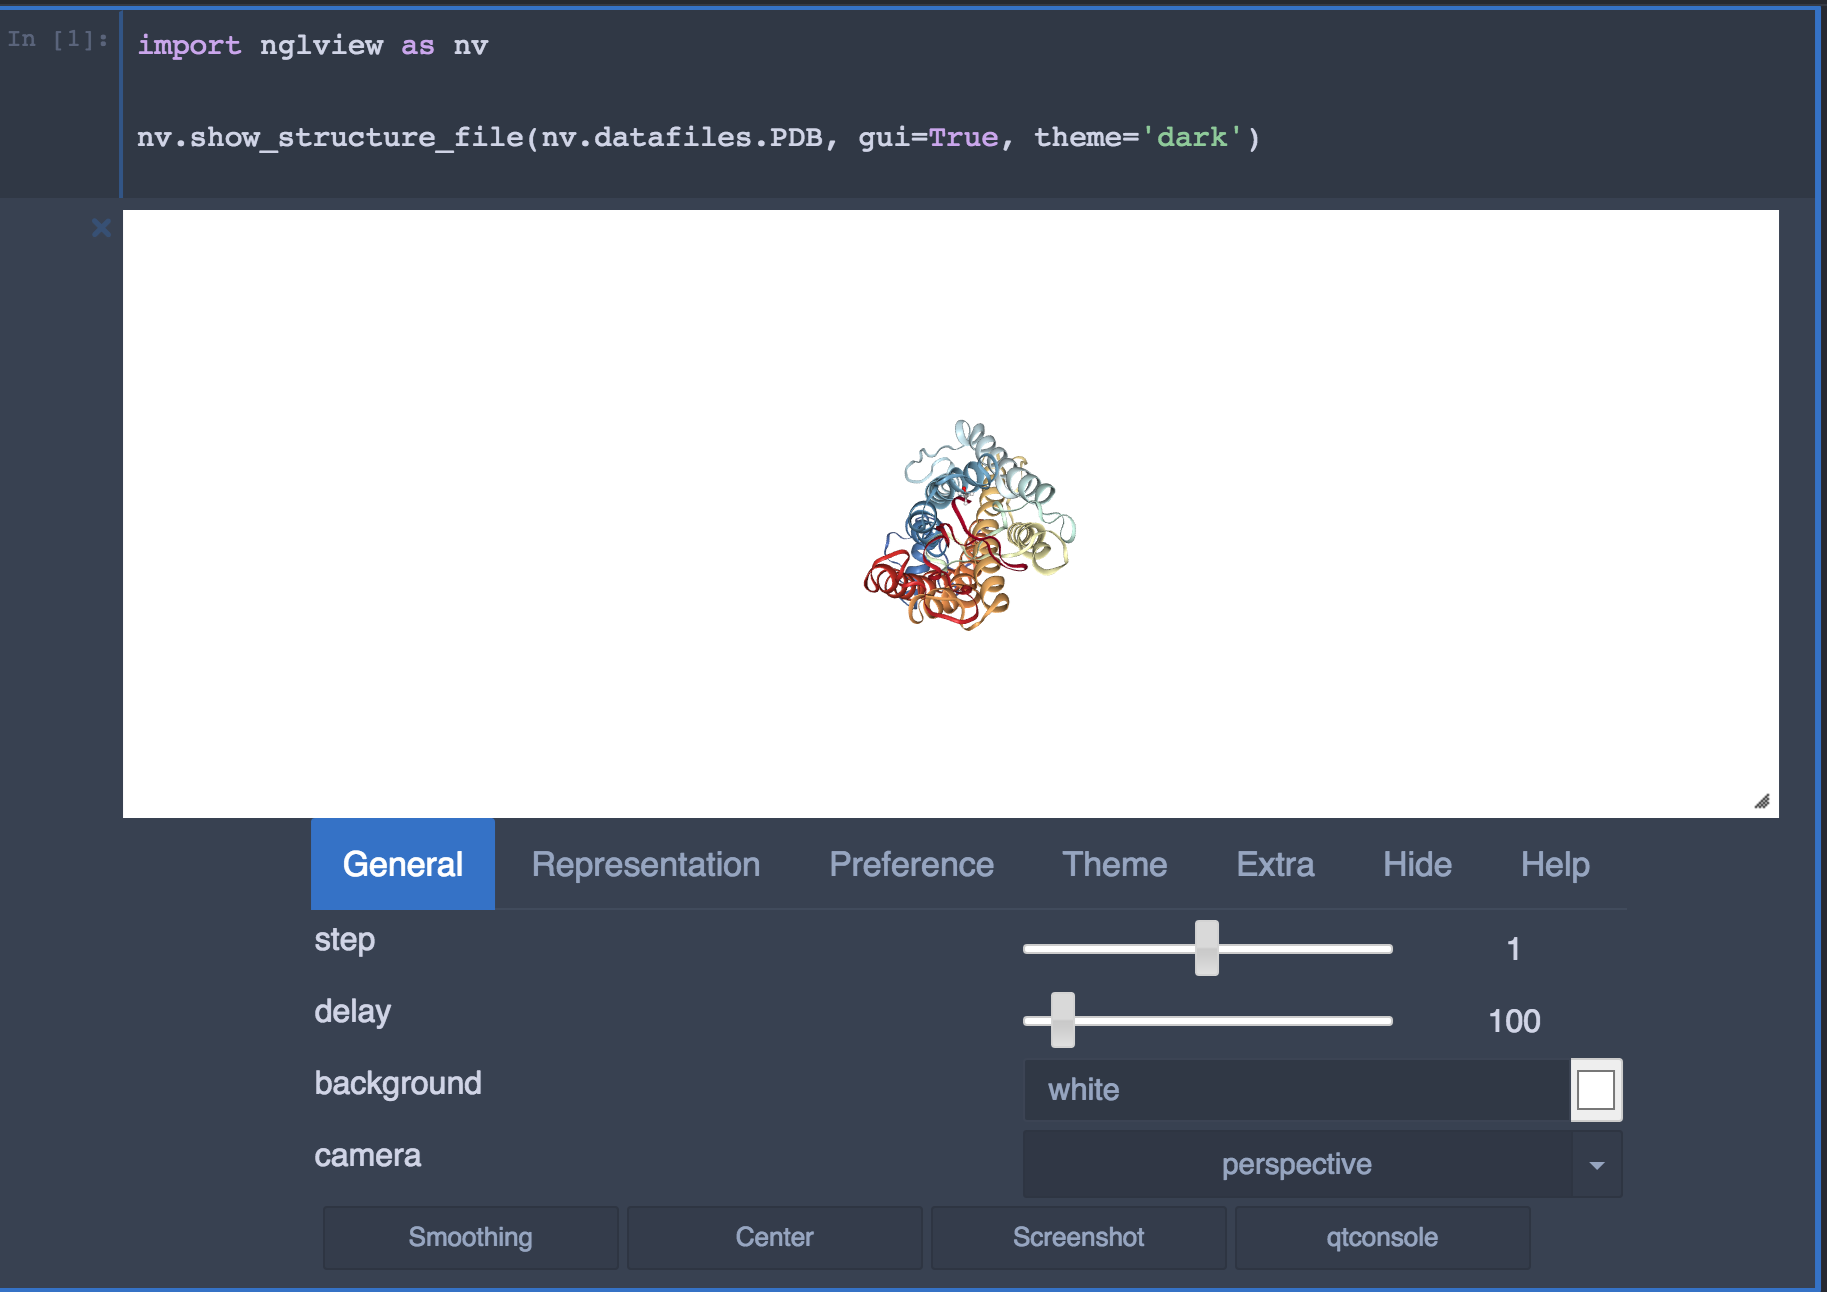 In [1]:
import nglview as nv
nv.show_structure_file(nv.datafiles.PDB, gui=True, theme='dark')
General Representation Preference Theme Extra Hide Help
step 1
delay 100
background white
camera perspective
Smoothing Center Screenshot qtconsole